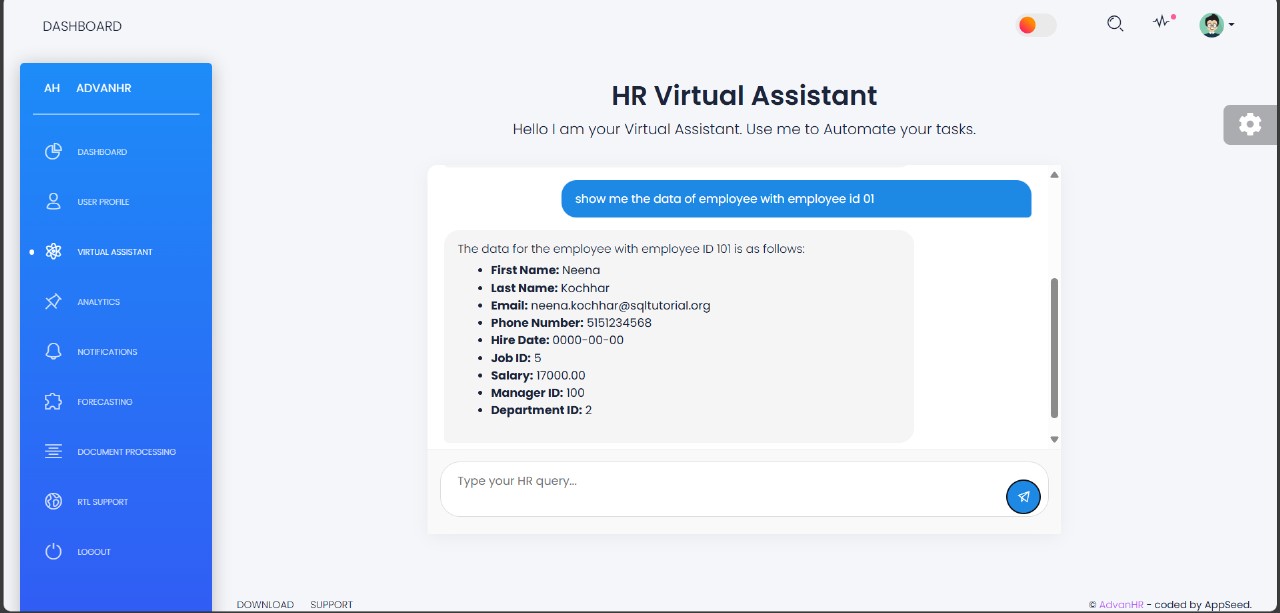 DASHBOARD
AH ADVANHR
DASHBOARD
USER PROFILE
VIRTUAL ASSISTANT
ANALYTICS
NOTIFICATIONS
FORECASTING
DOCUMENT PROCESSING
RTL SUPPORT
LOGOUT
HR Virtual Assistant
Hello I am your Virtual Assistant. Use me to Automate your tasks.
show me the data of employee with employee id 01
The data for the employee with employee ID 101 is as follows:
• First Name: Neena
• Last Name: Kochhar
• Email: neena.kochhar@sqltutorial.org
• Phone Number: 5151234568
• Hire Date: 0000-00-00
• Job ID: 5
• Salary: 17000.00
• Manager ID: 100
• Department ID: 2
Type your HR query...
DOWNLOAD SUPPORT
© AdvanHR - coded by AppSeed.